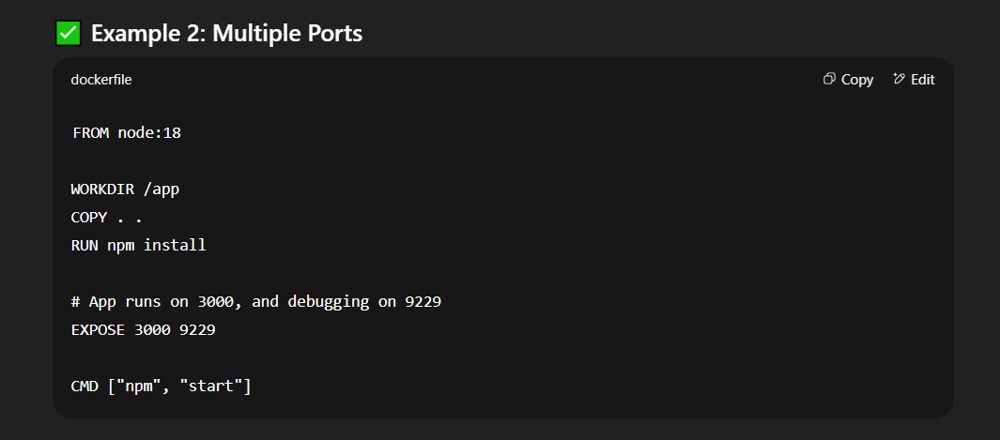 ✅ Example 2: Multiple Ports
dockerfile
Copy
Edit
FROM node:18
WORKDIR /app
COPY . .
RUN npm install
# App runs on 3000, and debugging on 9229
EXPOSE 3000 9229
CMD ["npm", "start"]